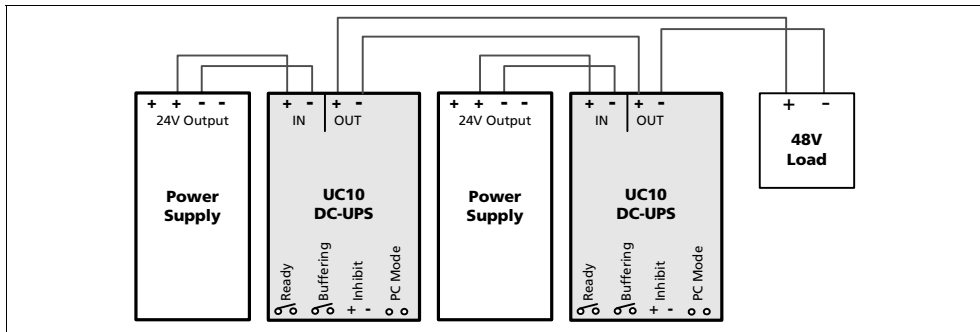 + + - -
24V Output
Power
Supply
+ - + -
IN OUT
UC10
DC-UPS
Ready
Buffering
+ Inhibit -
PC Mode
+ + - -
24V Output
Power
Supply
+ - + -
IN OUT
UC10
DC-UPS
Ready
Buffering
+ Inhibit -
PC Mode
+ –
48V
Load